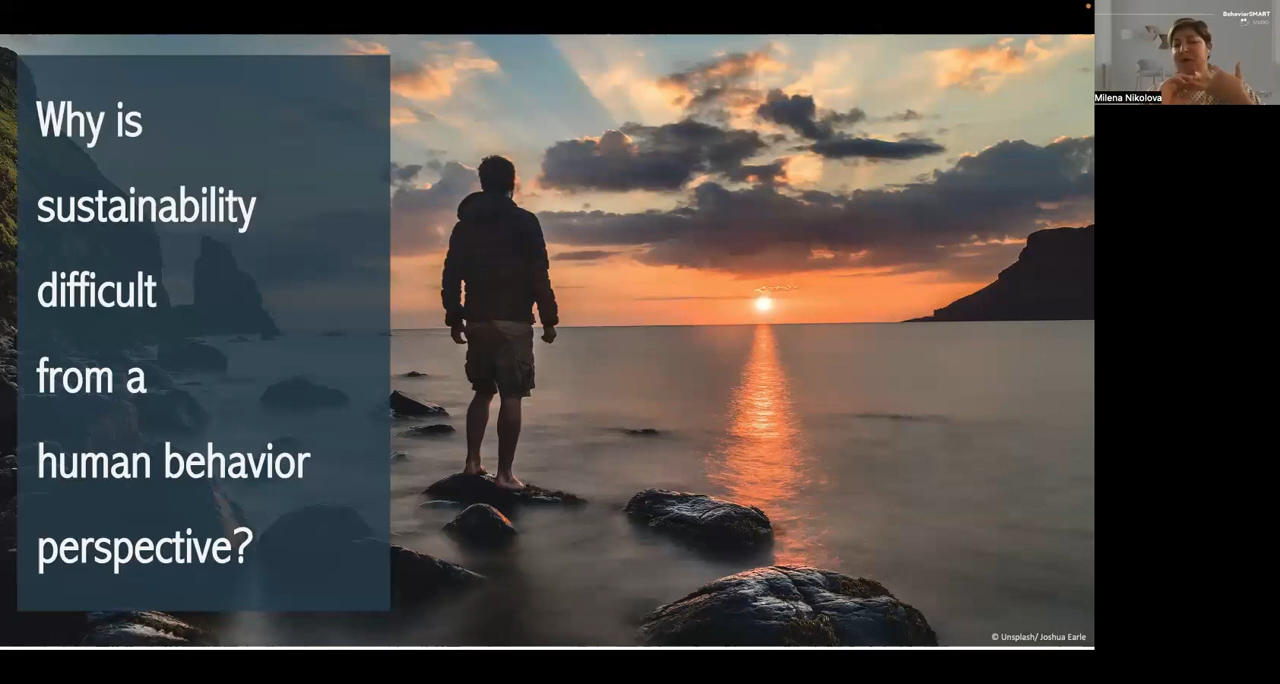 Why is
sustainability
difficult
from a
human behavior
perspective?
© Unsplash/ Joshua Earle
BehaviorSMART
Milena Nikolova